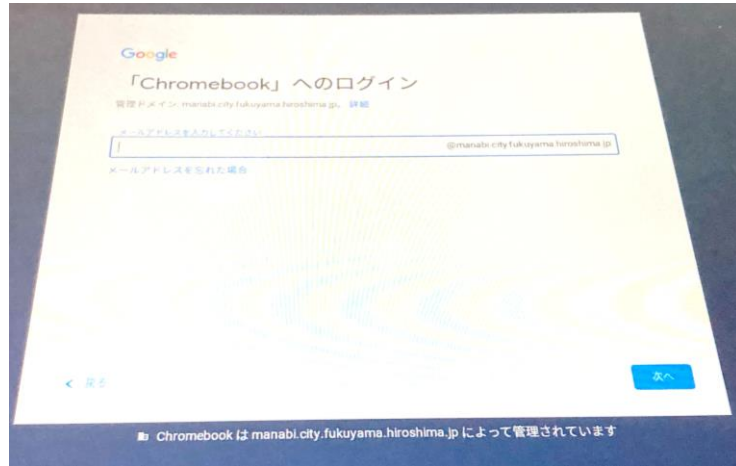 Google
「Chromebook」へのログイン
管理ドメイン: manabi.city.fukuyama.hiroshima.jp。 詳細
メールアドレスを入力してください
@manabi.city.fukuyama.hiroshima.jp
メールアドレスを忘れた場合
戻る
次へ
Chromebook は manabi.city.fukuyama.hiroshima.jp によって管理されています